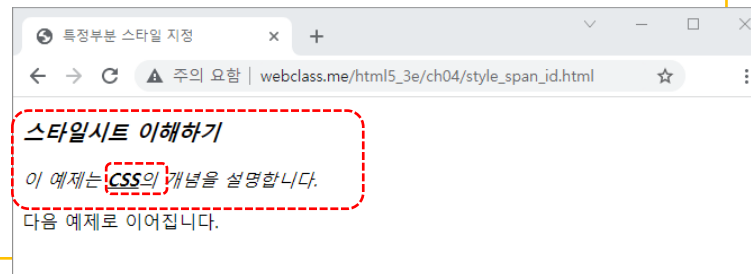 특정부분 스타일 지정
주의 요함 | webclass.me/html5_3e/ch04/style_span_id.html
스타일시트 이해하기
이 예제는 CSS의 개념을 설명합니다.
다음 예제로 이어집니다.